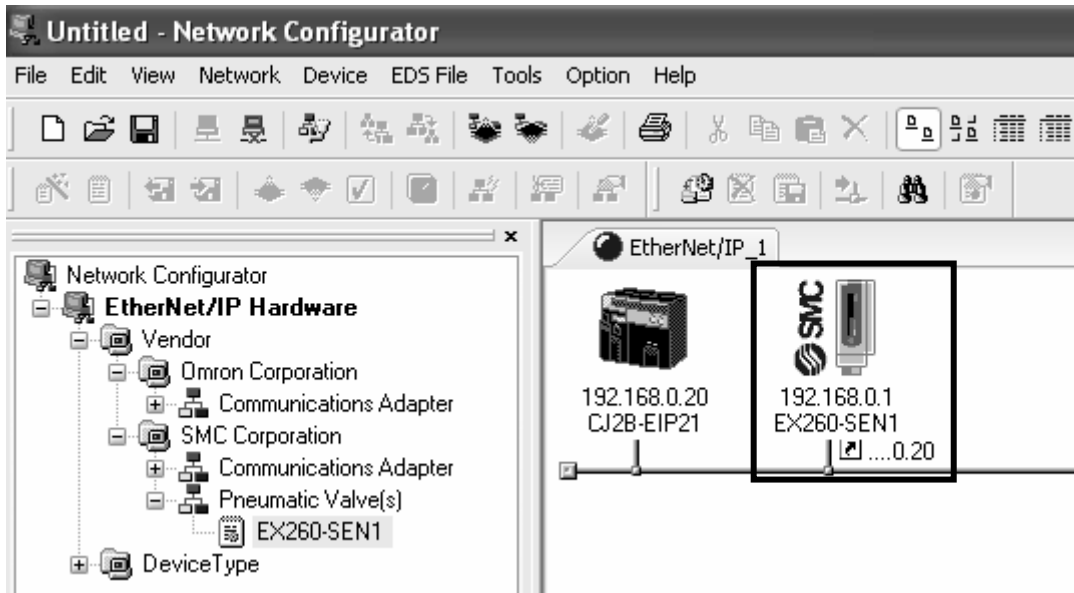 Untitled - Network Configurator
File Edit View Network Device EDS File Tools Option Help
Network Configurator
EtherNet/IP Hardware
Vendor
Omron Corporation
Communications Adapter
SMC Corporation
Communications Adapter
Pneumatic Valve(s)
EX260-SEN1
DeviceType
EtherNet/IP_1
SMC
192.168.0.20
CJ2B-EIP21
192.168.0.1
EX260-SEN1
....0.20